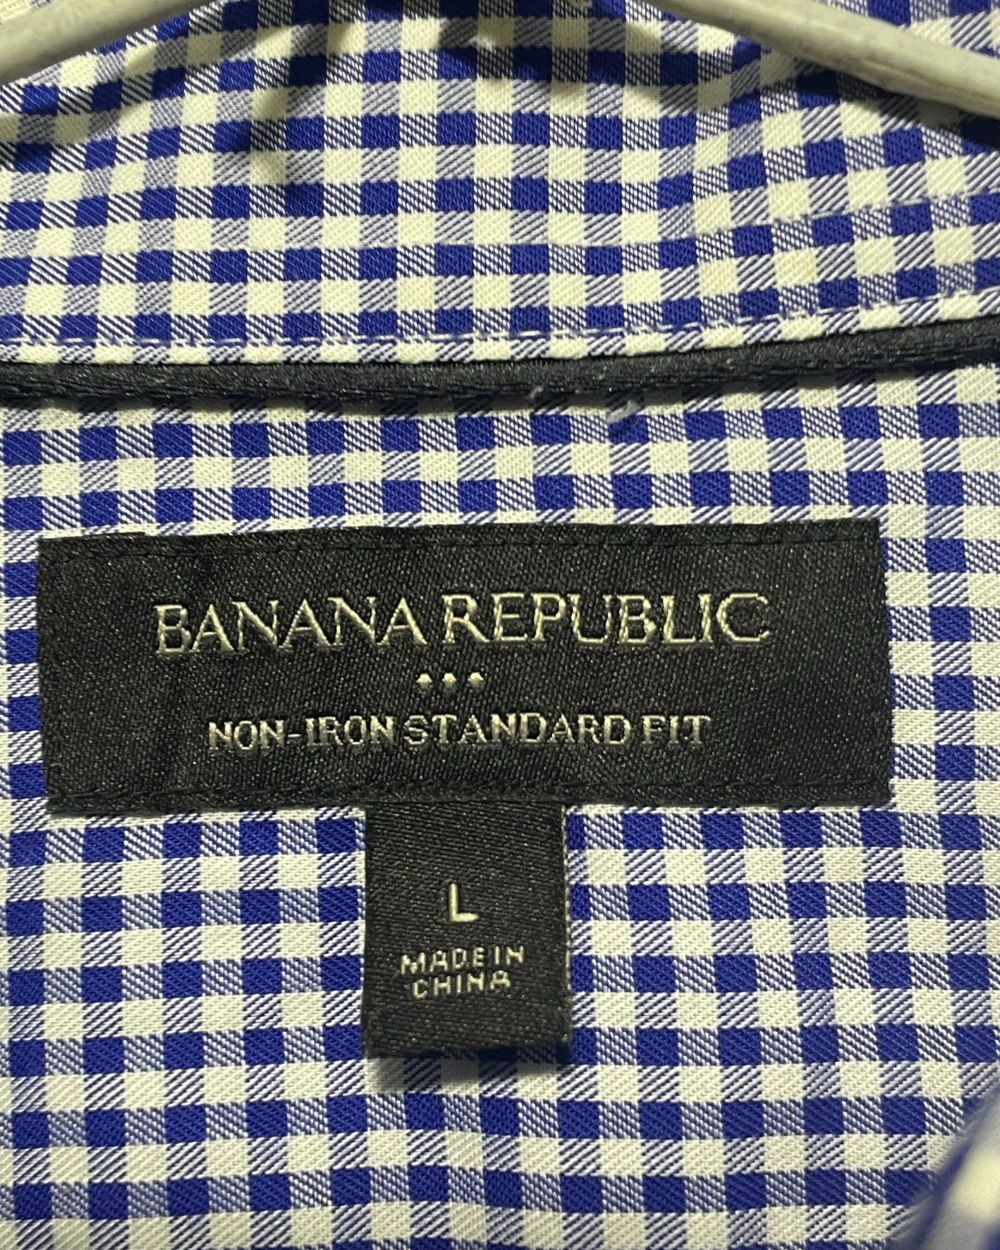 BANANA REPUBLIC
NON-IRON STANDARD FIT
L
MADE IN
CHINA